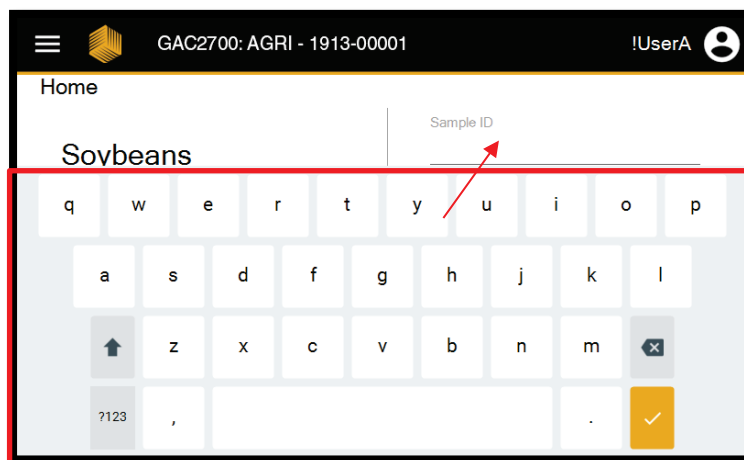 GAC2700: AGRI - 1913-00001 !UserA
Home
Sample ID
Soybeans
q w e r t y u i o p
a s d f g h j k l
z x c v b n m
?123 , .